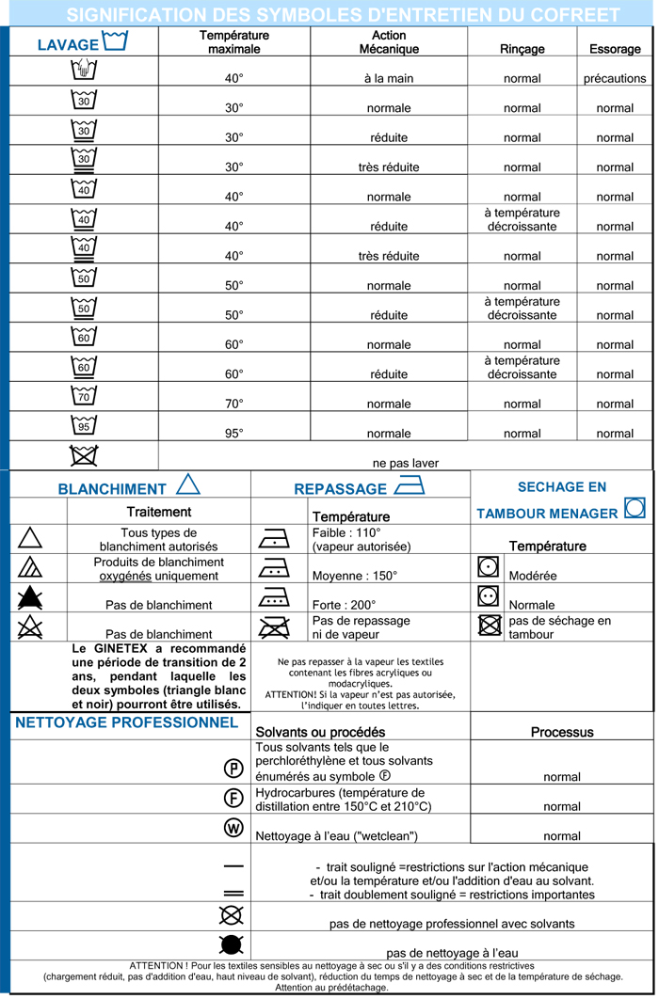 SIGNIFICATION DES SYMBOLES D'ENTRETIEN DU COFREET
LAVAGE Température maximale Action Mécanique Rinçage Essorage
40° à la main normal précautions
30 30° normale normal normal
30 30° réduite normal normal
30 30° très réduite normal normal
40 40° normale normal normal
40 40° réduite à température décroissante normal
40 40° très réduite normal normal
50 50° normale normal normal
50 50° réduite à température décroissante normal
60 60° normale normal normal
60 60° réduite à température décroissante normal
70 70° normale normal normal
95 95° normale normal normal
ne pas laver
BLANCHIMENT
Traitement
Tous types de
blanchiment autorisés
Produits de blanchiment
oxygénés uniquement
Pas de blanchiment
Pas de blanchiment
Le GINETEX a recommandé
une période de transition de 2
ans, pendant laquelle les
deux symboles (triangle blanc
et noir) pourront être utilisés.
REPASSAGE
Température
Faible : 110°
(vapeur autorisée)
Moyenne : 150°
Forte : 200°
Pas de repassage
ni de vapeur
Ne pas repasser à la vapeur les textiles
contenant les fibres acryliques ou
modacryliques.
ATTENTION! Si la vapeur n'est pas autorisée,
l'indiquer en toutes lettres.
SECHAGE EN
TAMBOUR MENAGER
Température
Modérée
Normale
pas de séchage en
tambour
NETTOYAGE PROFESSIONNEL
Solvants ou procédés Processus
Tous solvants tels que le
perchloréthylène et tous solvants
P énumérés au symbole F normal
F Hydrocarbures (température de
distillation entre 150°C et 210°C) normal
W Nettoyage à l'eau ("wetclean") normal
- trait souligné =restrictions sur l'action mécanique
et/ou la température et/ou l'addition d'eau au solvant.
- trait doublement souligné = restrictions importantes
pas de nettoyage professionnel avec solvants
pas de nettoyage à l'eau
ATTENTION ! Pour les textiles sensibles au nettoyage à sec ou s'il y a des conditions restrictives
(chargement réduit, pas d'addition d'eau, haut niveau de solvant), réduction du temps de nettoyage à sec et de la température de séchage.
Attention au prédétachage.